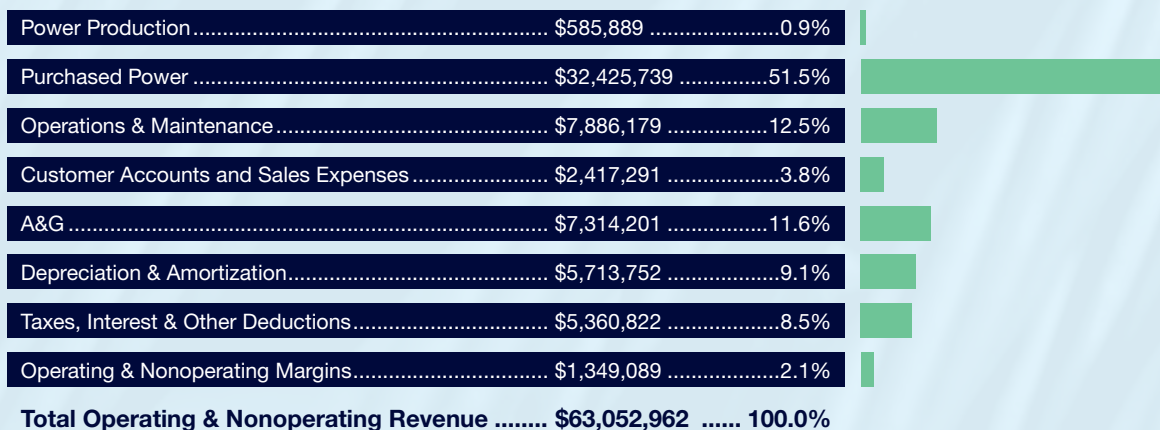 Power Production........................................................... $585,889 ......................0.9%
Purchased Power ........................................................... $32,425,739 ...............51.5%
Operations & Maintenance.............................................. $7,886,179 .................12.5%
Customer Accounts and Sales Expenses....................... $2,417,291 ...................3.8%
A&G ................................................................................ $7,314,201 .................11.6%
Depreciation & Amortization............................................ $5,713,752 ...................9.1%
Taxes, Interest & Other Deductions................................. $5,360,822 ...................8.5%
Operating & Nonoperating Margins................................. $1,349,089 ...................2.1%
Total Operating & Nonoperating Revenue ........ $63,052,962 ...... 100.0%